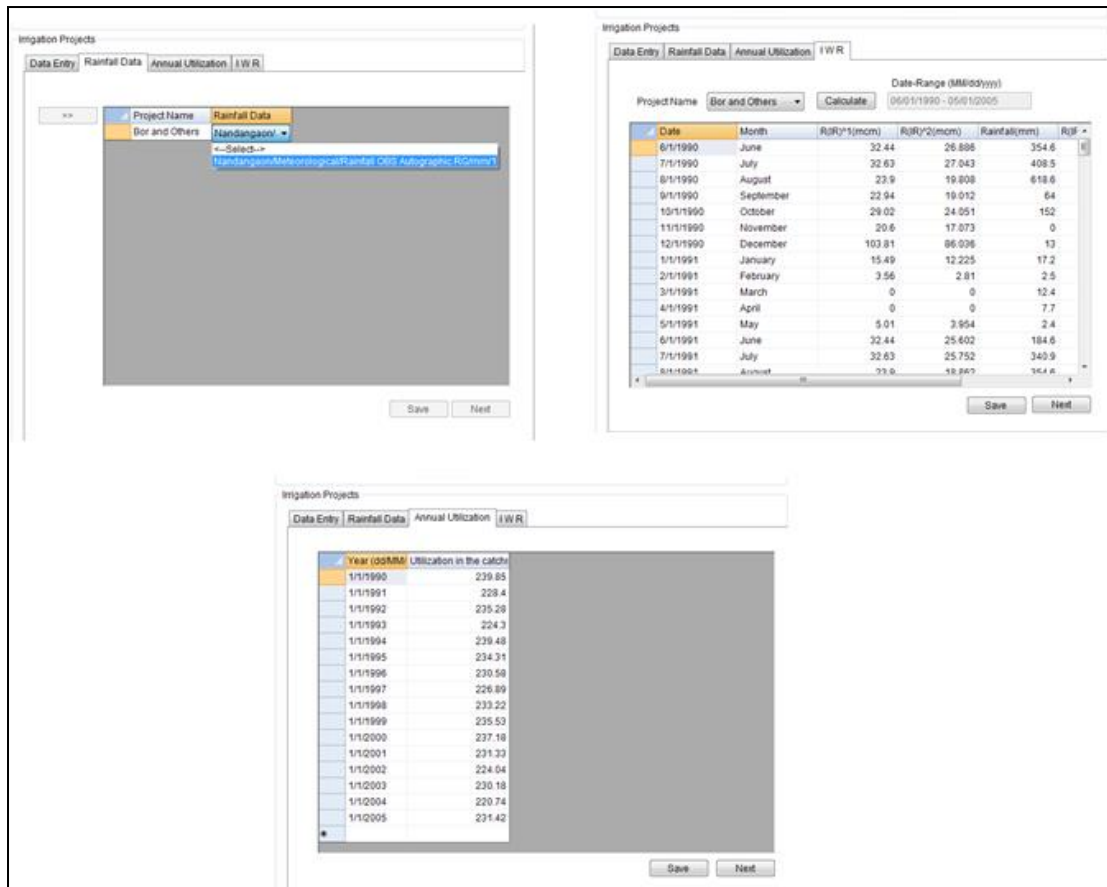 Irrigation Projects
Data Entry Rainfall Data Annual Utilization I W R
>> Project Name Rainfall Data
Bor and Others Nandangaon/
<--Select-->
Nandangaon/Meteorological/Rainfall OBS Autographic RG/mm/1
Save Next
Irrigation Projects
Data Entry Rainfall Data Annual Utilization I W R
Date-Range (MM/dd/yyyy)
Project Name Bor and Others Calculate 06/01/1990 - 05/01/2005
Date Month R(IR)^1(mcm) R(IR)^2(mcm) Rainfall(mm) R(IF
6/1/1990 June 32.44 26.886 354.6
7/1/1990 July 32.63 27.043 408.5
8/1/1990 August 23.9 19.808 618.6
9/1/1990 September 22.94 19.012 64
10/1/1990 October 29.02 24.051 152
11/1/1990 November 20.6 17.073 0
12/1/1990 December 103.81 86.036 13
1/1/1991 January 15.49 12.225 17.2
2/1/1991 February 3.56 2.81 2.5
3/1/1991 March 0 0 12.4
4/1/1991 April 0 0 7.7
5/1/1991 May 5.01 3.954 2.4
6/1/1991 June 32.44 25.602 184.6
7/1/1991 July 32.63 25.752 340.9
8/1/1991 August 23.9 18.862 354.6
Save Next
Irrigation Projects
Data Entry Rainfall Data Annual Utilization I W R
Year (dd/MM/ Utilization in the catch
1/1/1990 239.85
1/1/1991 228.4
1/1/1992 235.28
1/1/1993 224.3
1/1/1994 239.48
1/1/1995 234.31
1/1/1996 230.58
1/1/1997 226.89
1/1/1998 233.22
1/1/1999 235.53
1/1/2000 237.18
1/1/2001 231.33
1/1/2002 224.04
1/1/2003 230.18
1/1/2004 220.74
1/1/2005 231.42
Save Next